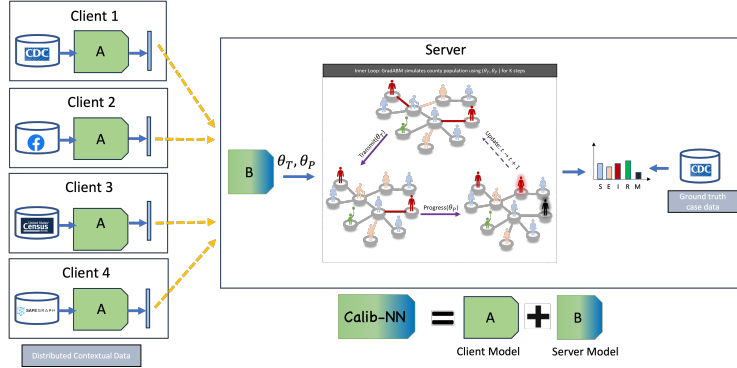 Client 1
CDC
A
Client 2
A
Client 3
United States
Census
A
Client 4
SAFEGRAPH
A
Distributed Contextual Data
Server
Inner Loop: GradABM simulates county population using (θ_T, θ_P) for K steps
B
θ_T, θ_P
Transmit(θ_T)
Update: t → t + 1
Progress(θ_P)
S E I R M
CDC
Ground truth
case data
Calib-NN
=
A
+
B
Client Model
Server Model